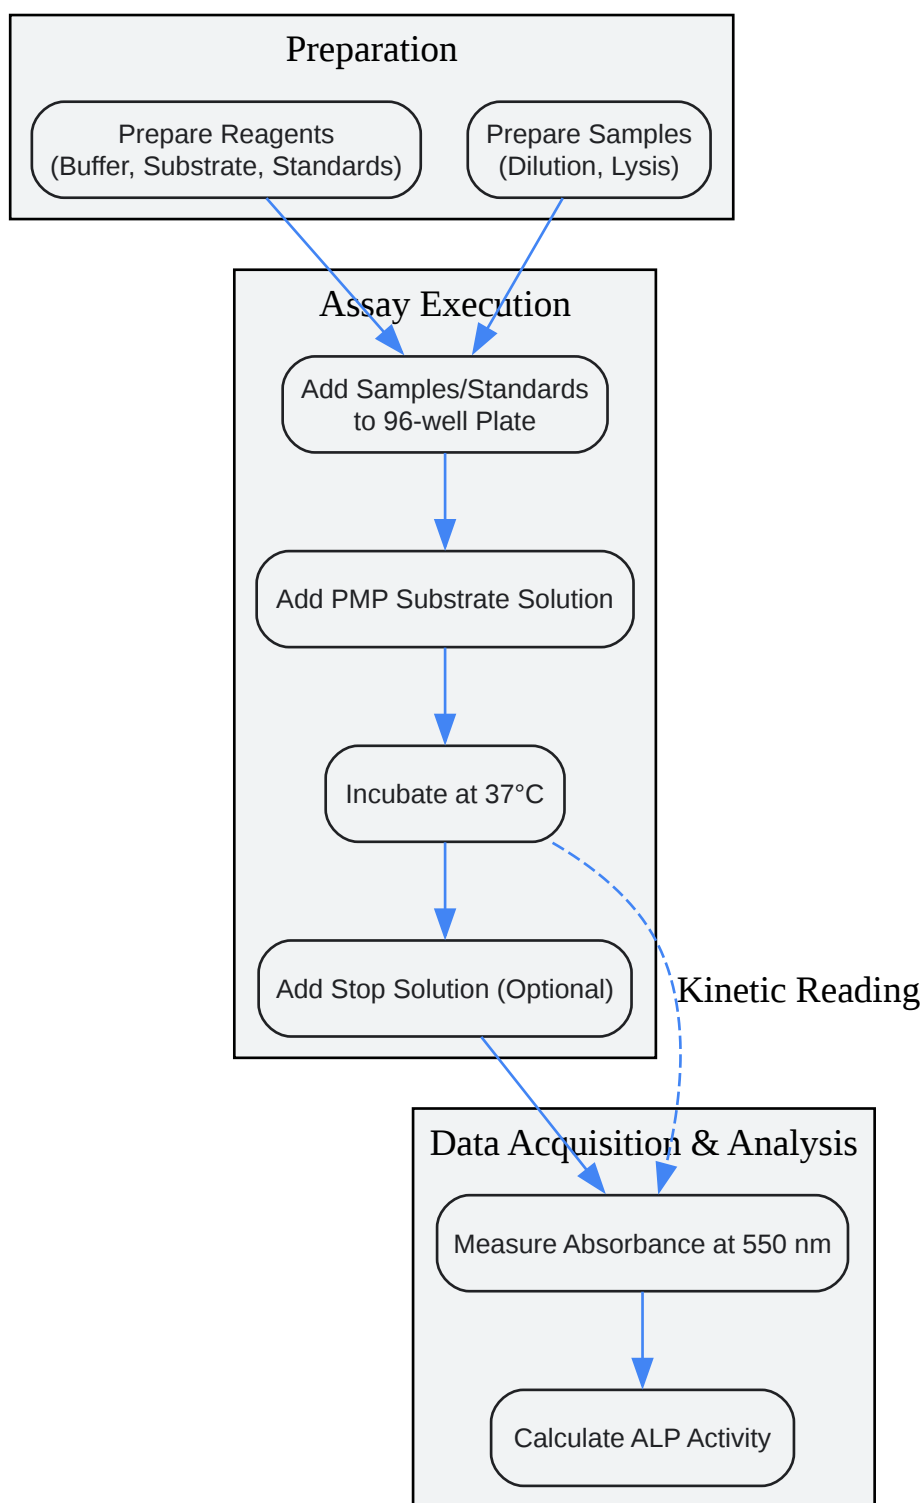 Preparation
Prepare Reagents
(Buffer, Substrate, Standards)
Prepare Samples
(Dilution, Lysis)
Assay Execution
Add Samples/Standards
to 96-well Plate
Add PMP Substrate Solution
Incubate at 37°C
Add Stop Solution (Optional)
Kinetic Reading
Data Acquisition & Analysis
Measure Absorbance at 550 nm
Calculate ALP Activity